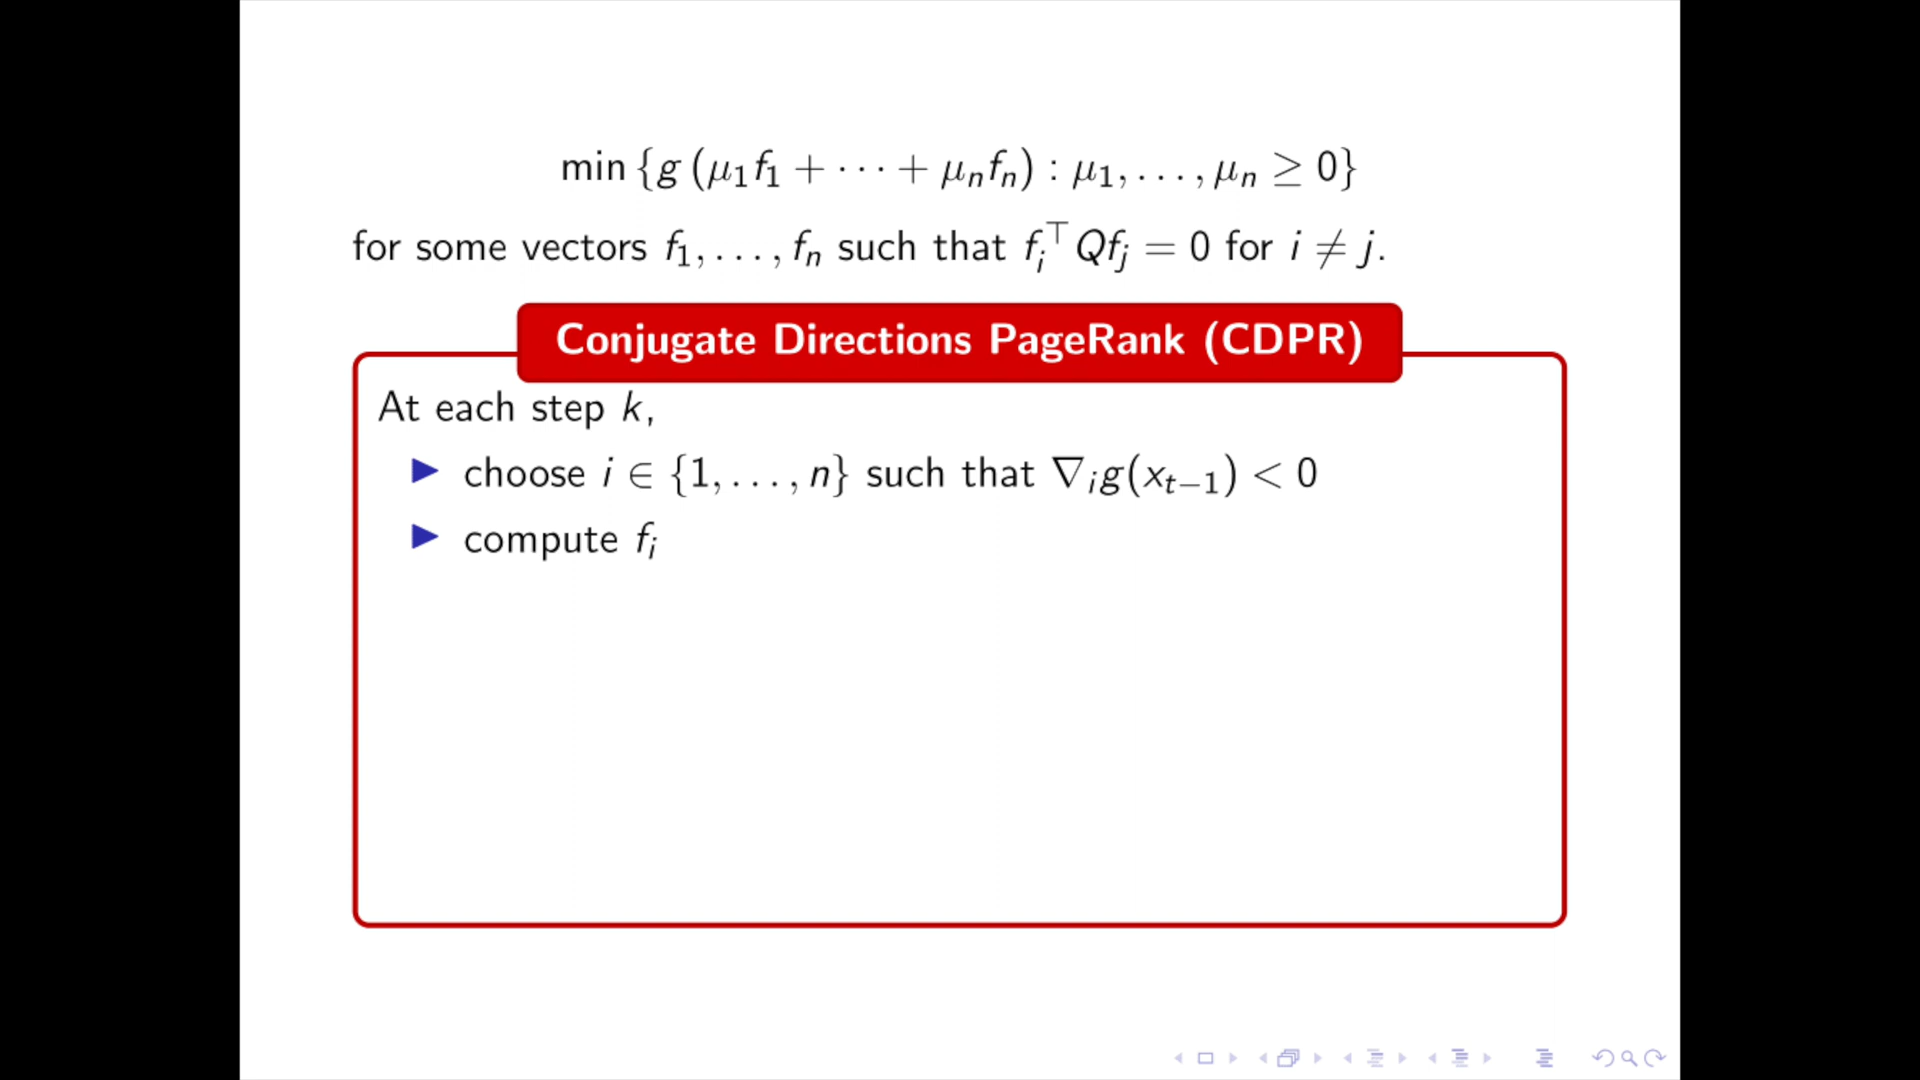 min {g (μ₁f₁ + ··· + μₙfₙ) : μ₁, ..., μₙ ≥ 0}
for some vectors f₁, ..., fₙ such that fᵢ^⊤ Qfⱼ = 0 for i ≠ j.
Conjugate Directions PageRank (CDPR)
At each step k,
▶ choose i ∈ {1, ..., n} such that ∇ᵢg(xₜ₋₁) < 0
▶ compute fᵢ